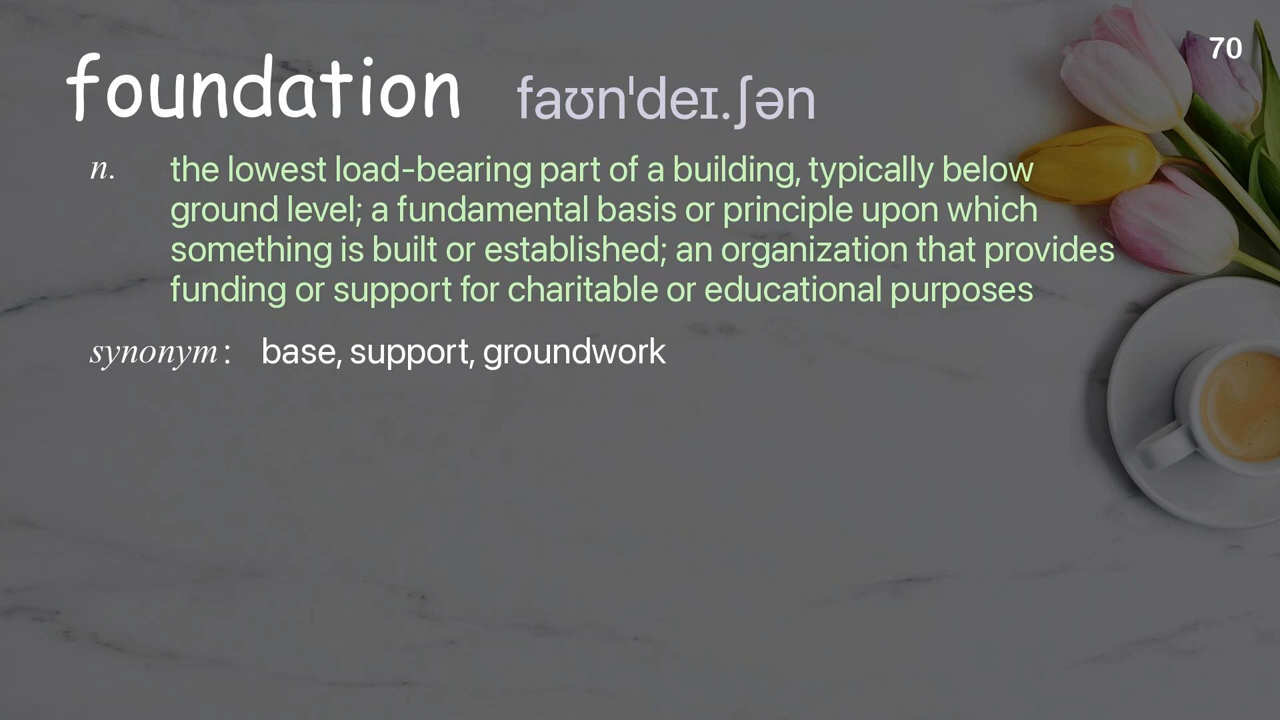 70
foundation faʊnˈdeɪ.ʃən
n. the lowest load-bearing part of a building, typically below
ground level; a fundamental basis or principle upon which
something is built or established; an organization that provides
funding or support for charitable or educational purposes
synonym: base, support, groundwork